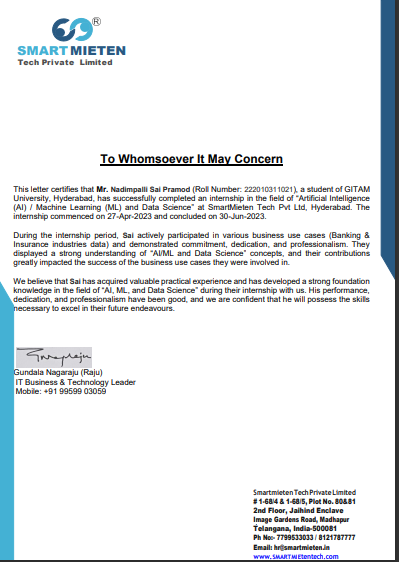 ®
SMART MIETEN
Tech Private Limited
To Whomsoever It May Concern
This letter certifies that Mr. Nadimpalli Sai Pramod (Roll Number: 222010311021), a student of GITAM
University, Hyderabad, has successfully completed an internship in the field of “Artificial Intelligence
(AI) / Machine Learning (ML) and Data Science” at SmartMieten Tech Pvt Ltd, Hyderabad. The
internship commenced on 27-Apr-2023 and concluded on 30-Jun-2023.
During the internship period, Sai actively participated in various business use cases (Banking &
Insurance industries data) and demonstrated commitment, dedication, and professionalism. They
displayed a strong understanding of “AI/ML and Data Science” concepts, and their contributions
greatly impacted the success of the business use cases they were involved in.
We believe that Sai has acquired valuable practical experience and has developed a strong foundation
knowledge in the field of “AI, ML, and Data Science” during their internship with us. His performance,
dedication, and professionalism have been good, and we are confident that he will possess the skills
necessary to excel in their future endeavours.
Gundala Nagaraju (Raju)
IT Business & Technology Leader
Mobile: +91 99599 03059
Smartmieten Tech Private Limited
# 1-68/4 & 1-68/5, Plot No. 80&81
2nd Floor, Jaihind Enclave
Image Gardens Road, Madhapur
Telangana, India-500081
Ph No:- 7799533033 / 8121787777
Email: hr@smartmieten.in
www.SMARTMIETENtech.com